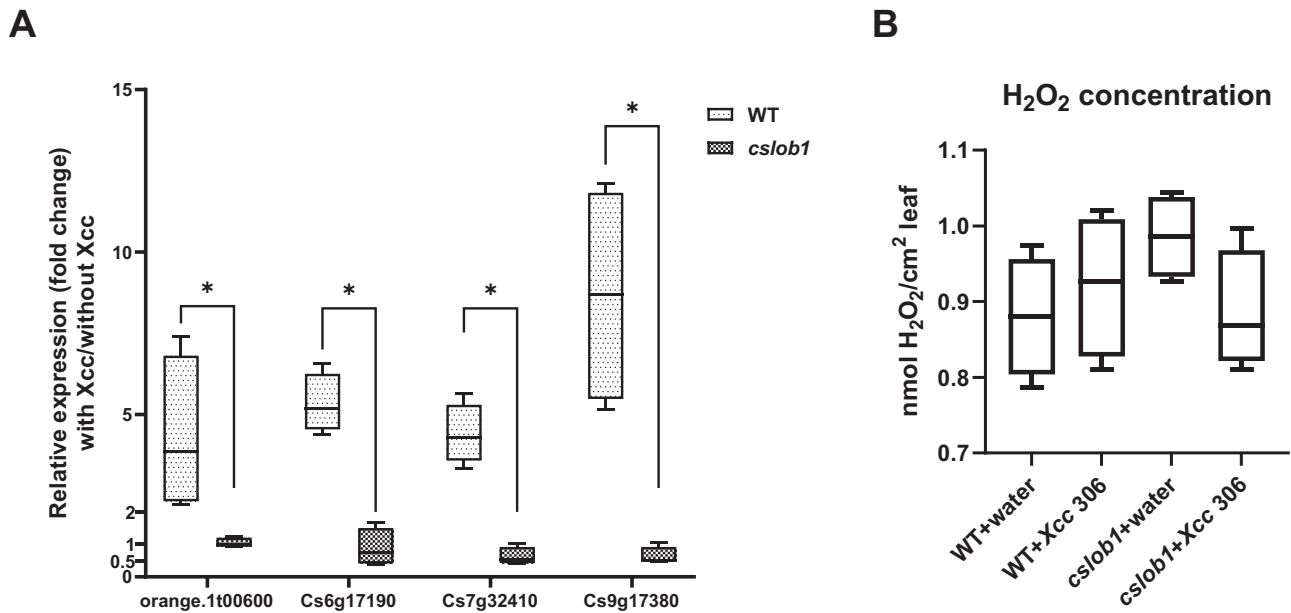 A
Relative expression (fold change)
with Xcc/without Xcc
15
10
5
2
1
0.5
0
*
*
*
*
WT
cslob1
orange.1t00600
Cs6g17190
Cs7g32410
Cs9g17380
B
H₂O₂ concentration
nmol H₂O₂/cm² leaf
1.1
1.0
0.9
0.8
0.7
WT+water
WT+Xcc 306
cslob1+water
cslob1+Xcc 306